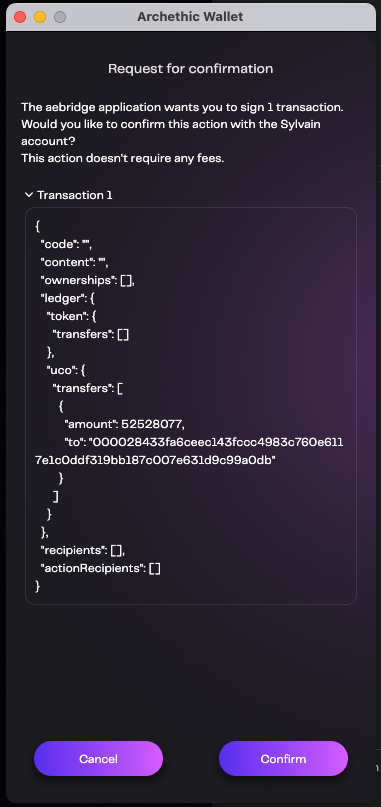 Archethic Wallet
Request for confirmation
The aebridge application wants you to sign 1 transaction.
Would you like to confirm this action with the Sylvain
account?
This action doesn't require any fees.
Transaction 1
{
"code": "",
"content": "",
"ownerships": [],
"ledger": {
"token": {
"transfers": []
},
"uco": {
"transfers": [
{
"amount": 52528077,
"to": "000028433fa6ceec143fccc4983c760e611
7e1c0ddf319bb187c007e631d9c99a0db"
}
]
}
},
"recipients": [],
"actionRecipients": []
}
Cancel
Confirm